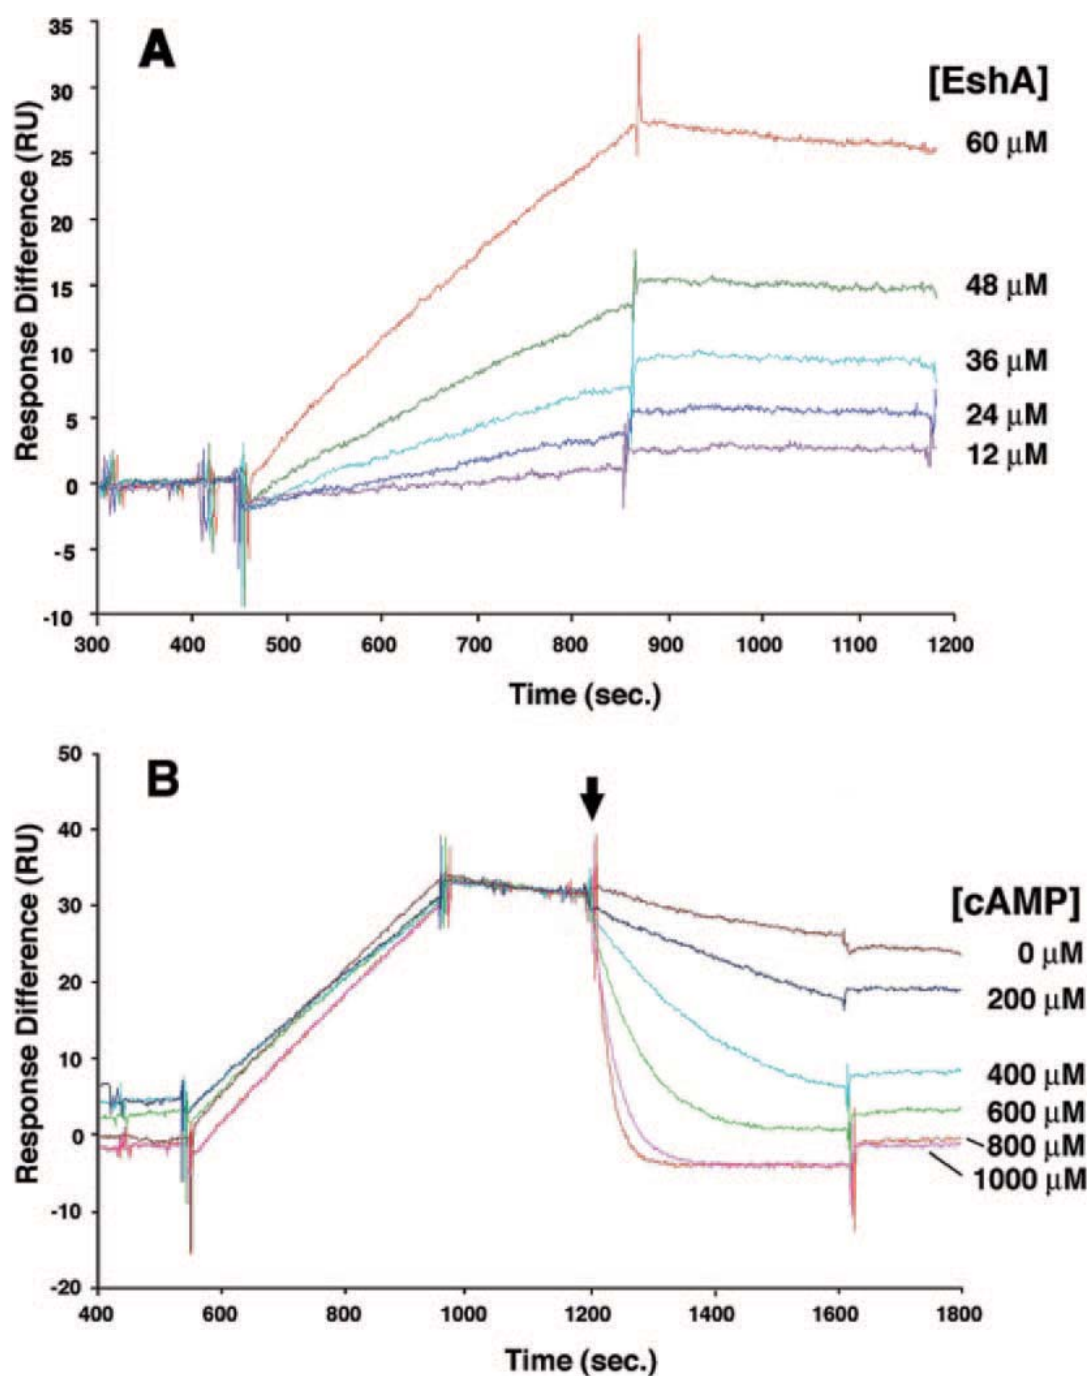 A
[EshA]
Response Difference (RU)
35
30
25
20
15
10
5
0
-5
-10
60 μM
48 μM
36 μM
24 μM
12 μM
300 400 500 600 700 800 900 1000 1100 1200
Time (sec.)
B
[cAMP]
Response Difference (RU)
50
40
30
20
10
0
-10
-20
0 μM
200 μM
400 μM
600 μM
800 μM
1000 μM
400 600 800 1000 1200 1400 1600 1800
Time (sec.)